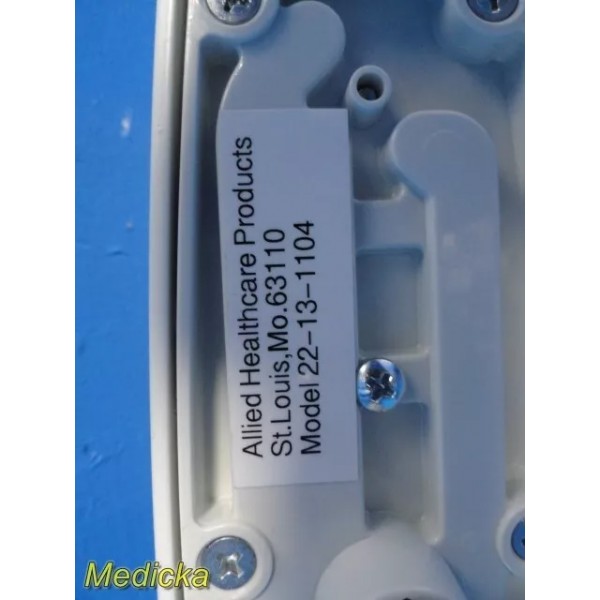 Allied Healthcare Products
St.Louis,Mo.63110
Model 22-13-1104
Medicka